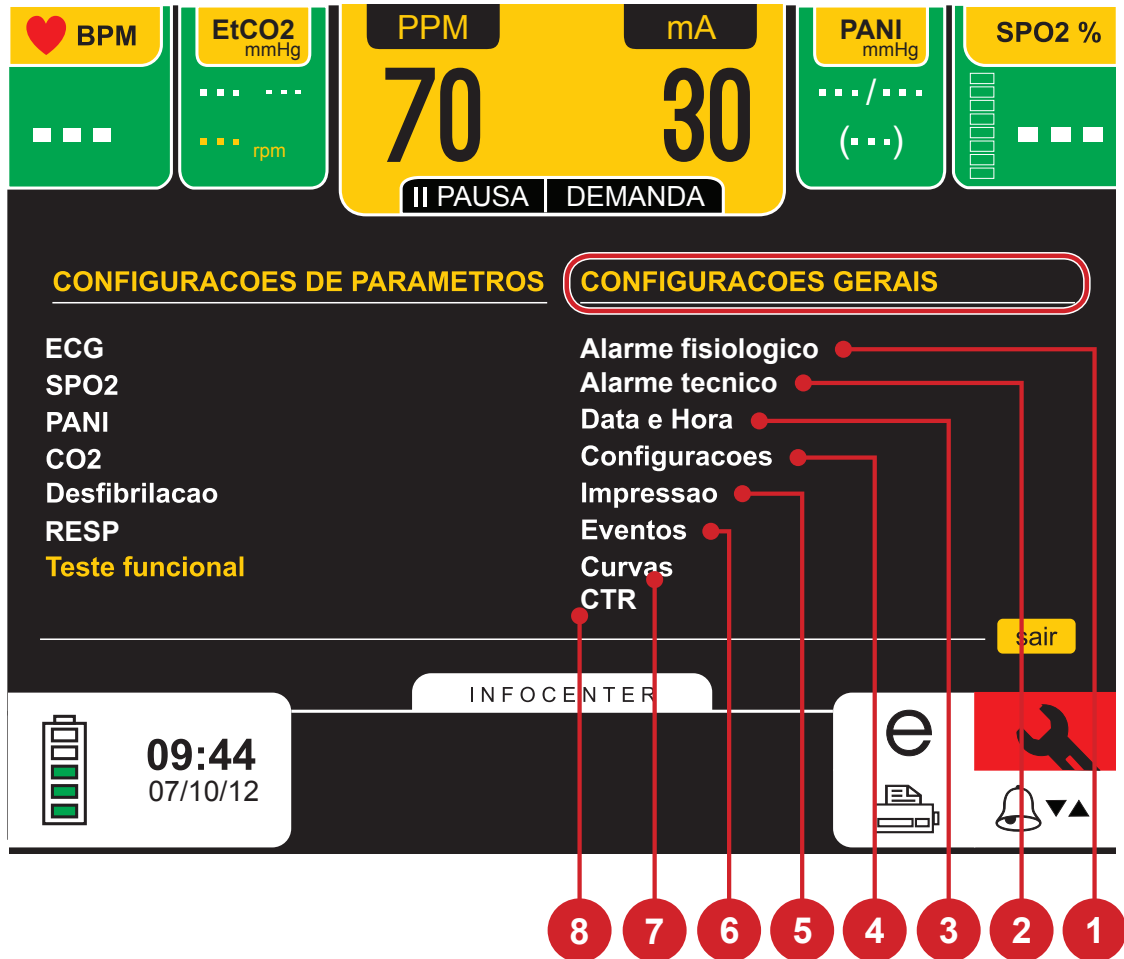 BPM
EtCO2
mmHg
rpm
PPM
mA
70
30
PAUSA
DEMANDA
PANI
mmHg
/
( )
SPO2 %
CONFIGURACOES DE PARAMETROS
ECG
SPO2
PANI
CO2
Desfibrilacao
RESP
Teste funcional
CONFIGURACOES GERAIS
Alarme fisiologico
Alarme tecnico
Data e Hora
Configuracoes
Impressao
Eventos
Curvas
CTR
sair
INFOCENTER
09:44
07/10/12
e
8 7 6 5 4 3 2 1